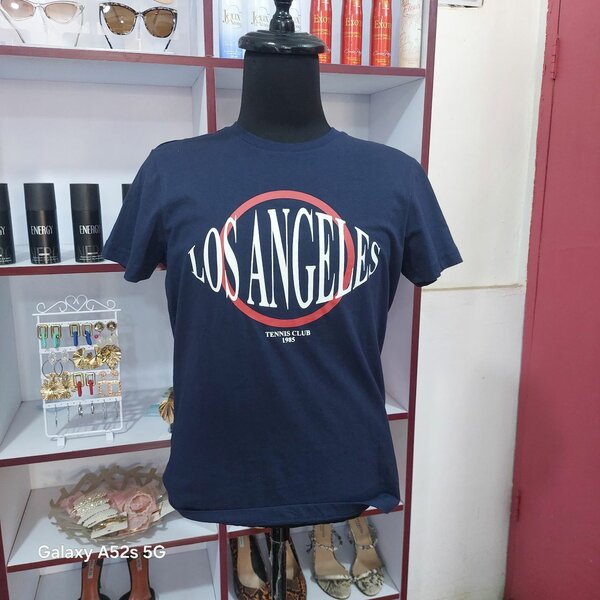 ENERGY
ENERGY
LOS ANGELES
TENNIS CLUB
1985
Galaxy A52s 5G